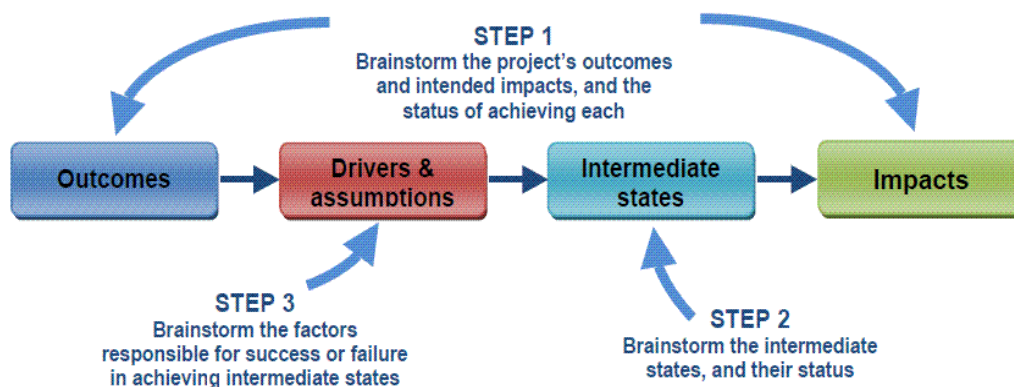 STEP 1
Brainstorm the project's outcomes
and intended impacts, and the
status of achieving each
Outcomes
Drivers &
assumptions
Intermediate
states
Impacts
STEP 3
Brainstorm the factors
responsible for success or failure
in achieving intermediate states
STEP 2
Brainstorm the intermediate
states, and their status